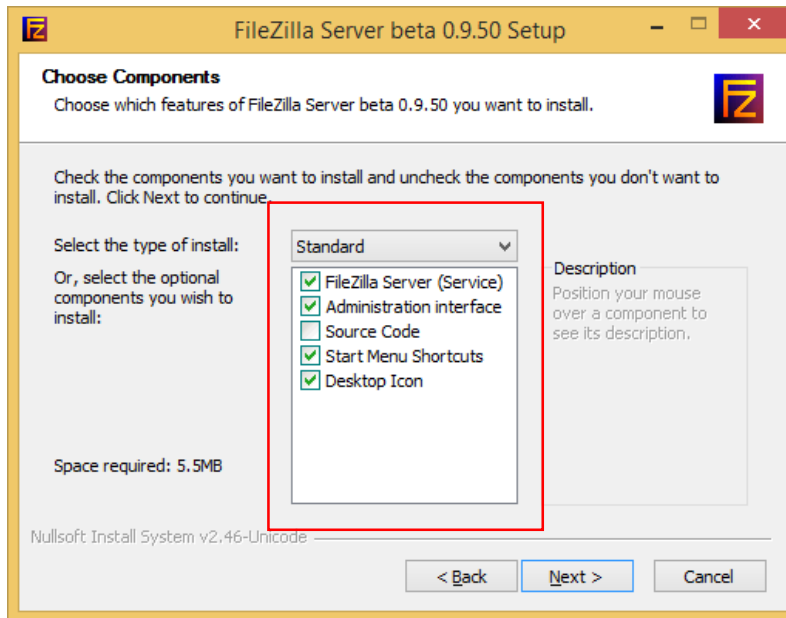 FileZilla Server beta 0.9.50 Setup
Choose Components
Choose which features of FileZilla Server beta 0.9.50 you want to install.
FZ
Check the components you want to install and uncheck the components you don't want to
install. Click Next to continue.
Select the type of install:
Standard
Or, select the optional
components you wish to
install:
FileZilla Server (Service)
Administration interface
Source Code
Start Menu Shortcuts
Desktop Icon
Description
Position your mouse
over a component to
see its description.
Space required: 5.5MB
Nullsoft Install System v2.46-Unicode
< Back
Next >
Cancel